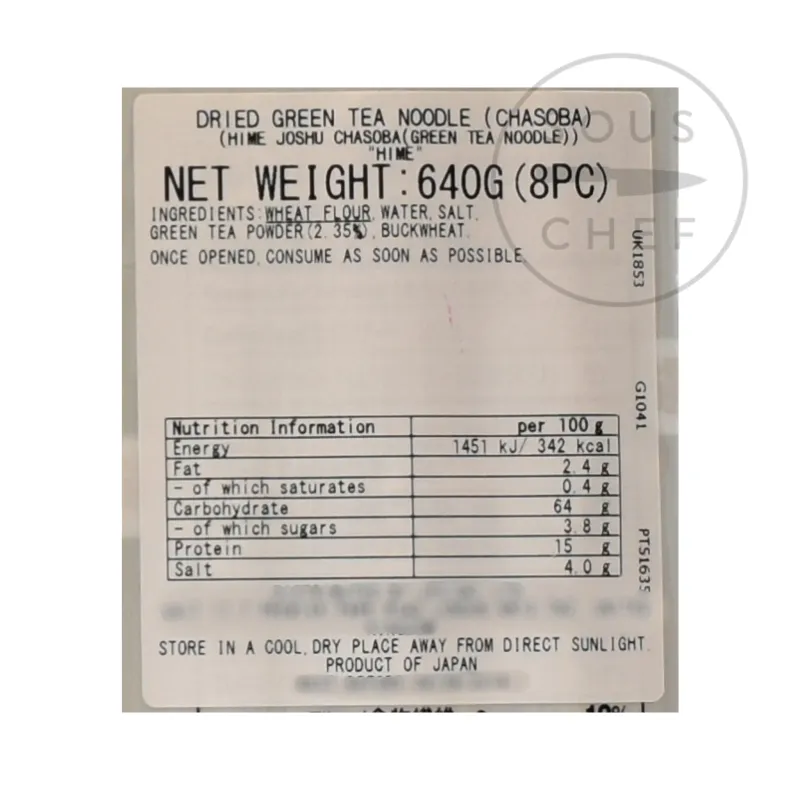 DRIED GREEN TEA NOODLE (CHASOBA)
(HIME JOSHU CHASOBA(GREEN TEA NOODLE))
"HIME"
NET WEIGHT:640G(8PC)
INGREDIENTS:WHEAT FLOUR,WATER,SALT,
GREEN TEA POWDER(2.35%),BUCKWHEAT.
ONCE OPENED,CONSUME AS SOON AS POSSIBLE.
SOUS
CHEF
UK1853
G1041
PTS1635
Nutrition Information per 100 g
Energy 1451 kJ/ 342 kcal
Fat 2.4 g
- of which saturates 0.4 g
Carbohydrate 64 g
- of which sugars 3.8 g
Protein 15 g
Salt 4.0 g
STORE IN A COOL,DRY PLACE AWAY FROM DIRECT SUNLIGHT.
PRODUCT OF JAPAN